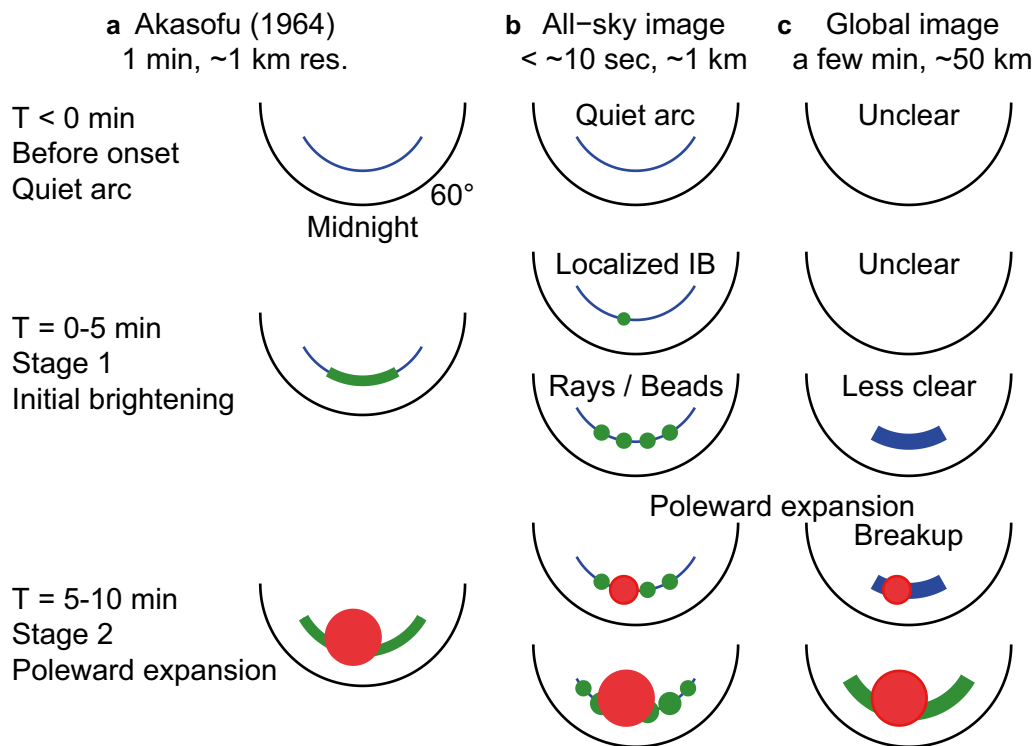 a Akasofu (1964)
1 min, ~1 km res.
b All−sky image
< ~10 sec, ~1 km
c Global image
a few min, ~50 km
T < 0 min
Before onset
Quiet arc
60°
Midnight
Quiet arc
Unclear
T = 0-5 min
Stage 1
Initial brightening
Localized IB
Unclear
Rays / Beads
Less clear
Poleward expansion
Breakup
T = 5-10 min
Stage 2
Poleward expansion